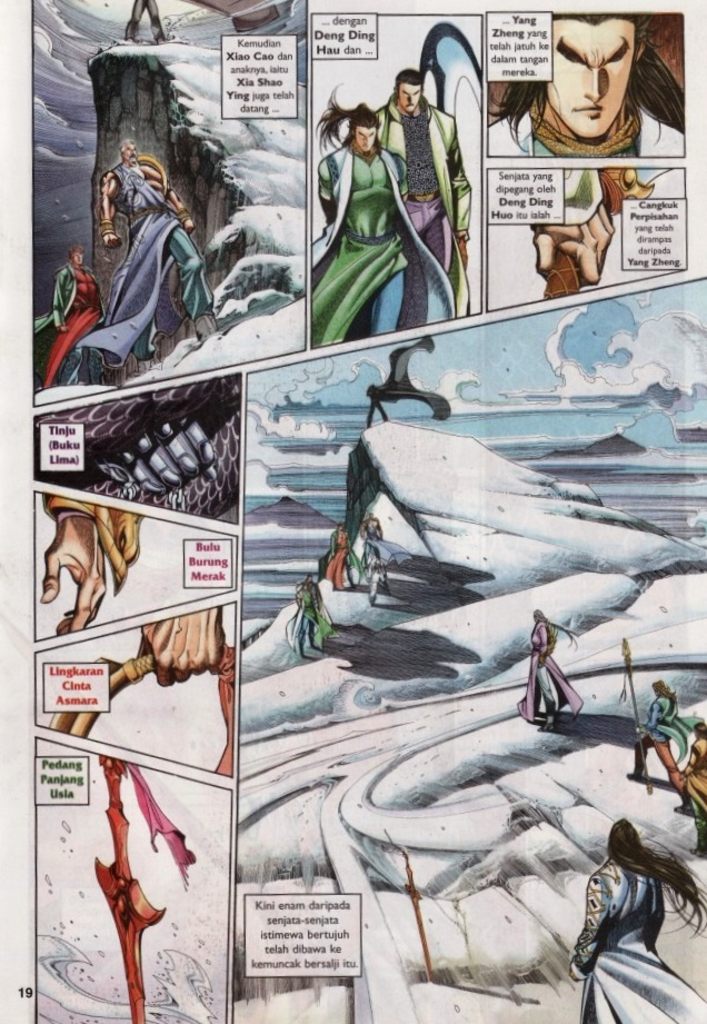 Kemudian
Xiao Cao dan
anaknya, iaitu
Xia Shao
Ying juga telah
datang ...
... dengan
Deng Ding
Hau dan ...
... Yang
Zheng yang
telah jatuh ke
dalam tangan
mereka.
Senjata yang
dipegang oleh
Deng Ding
Huo itu ialah ...
... Cangkuk
Perpisahan
yang telah
dirampas
daripada
Yang Zheng.
Tinju
(Buku
Lima)
Bulu
Burung
Merak
Lingkaran
Cinta
Asmara
Pedang
Panjang
Usia
Kini enam daripada
senjata-senjata
istimewa bertujuh
telah dibawa ke
kemuncak bersalji itu.
19